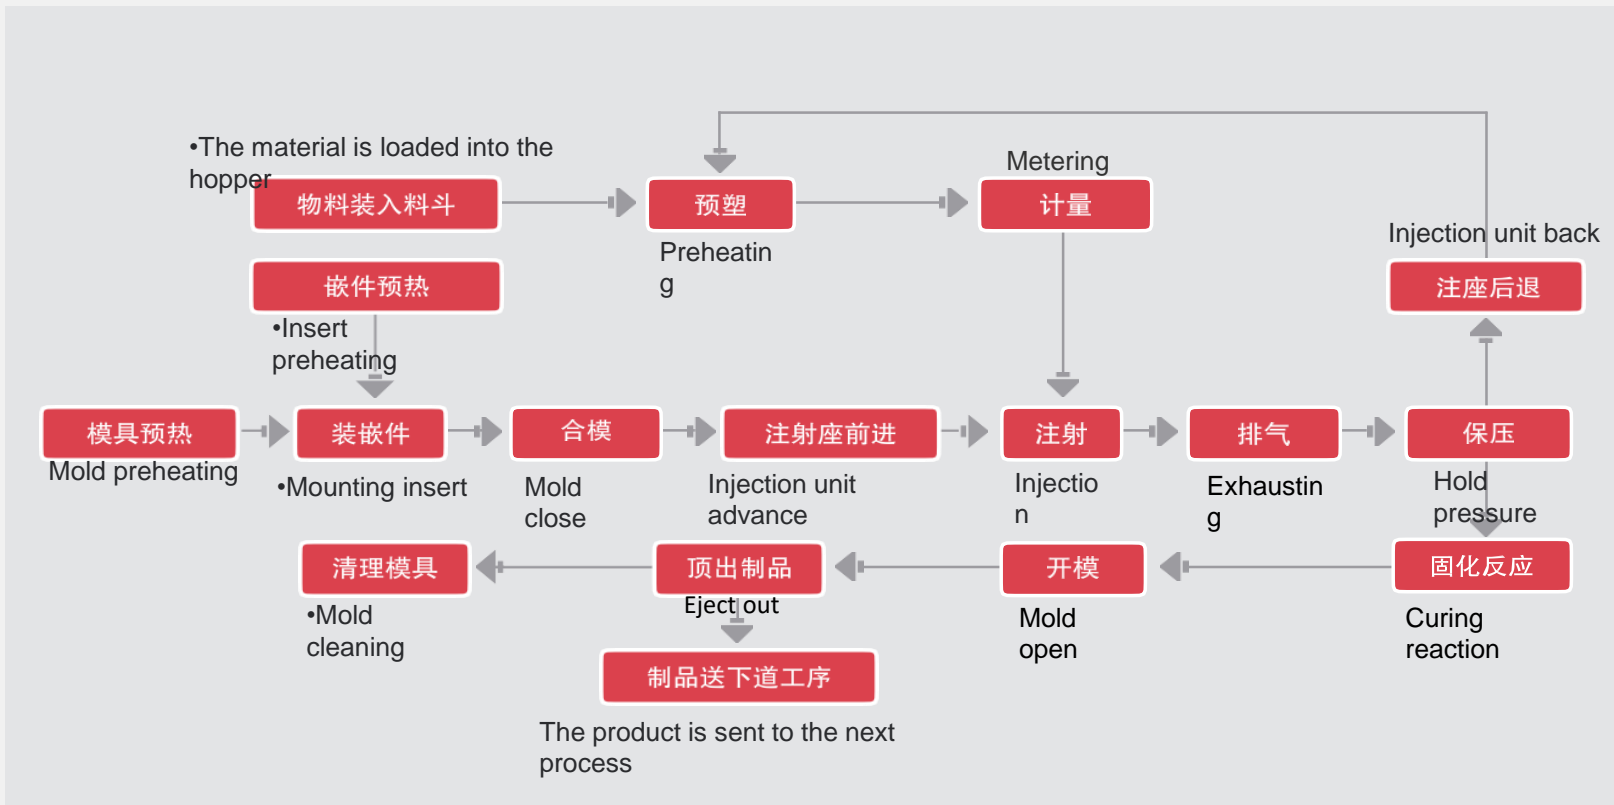 •The material is loaded into the
hopper
物料装入料斗
预塑
Preheatin
g
Metering
计量
Injection unit back
注座后退
嵌件预热
•Insert
preheating
模具预热
Mold preheating
装嵌件
•Mounting insert
合模
Mold
close
注射座前进
Injection unit
advance
注射
Injectio
n
排气
Exhaustin
g
保压
Hold
pressure
清理模具
•Mold
cleaning
顶出制品
Eject out
开模
Mold
open
固化反应
Curing
reaction
制品送下道工序
The product is sent to the next
process